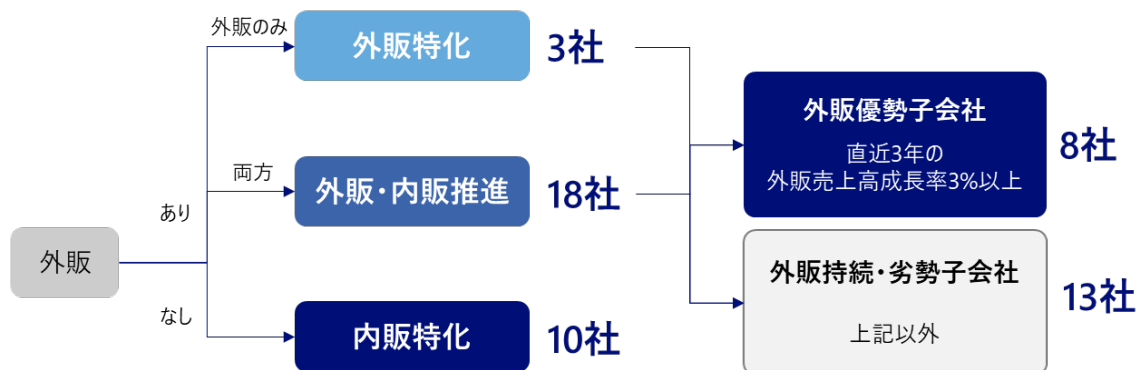 外販
あり
なし
外販のみ
両方
外販特化
3社
外販・内販推進
18社
内販特化
10社
外販優勢子会社
直近3年の
外販売上高成長率3%以上
8社
外販持続・劣勢子会社
上記以外
13社